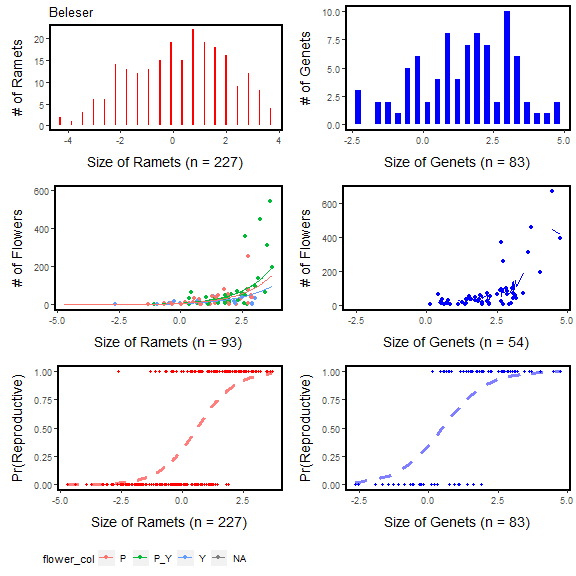 Beleser
# of Ramets
20
15
10
5
0
-4 -2 0 2 4
Size of Ramets (n = 227)
# of Genets
10.0
7.5
5.0
2.5
0.0
-2.5 0.0 2.5 5.0
Size of Genets (n = 83)
# of Flowers
600
400
200
0
-5.0 -2.5 0.0 2.5
Size of Ramets (n = 93)
# of Flowers
600
400
200
0
-2.5 0.0 2.5 5.0
Size of Genets (n = 54)
Pr(Reproductive)
1.00
0.75
0.50
0.25
0.00
-5.0 -2.5 0.0 2.5
Size of Ramets (n = 227)
Pr(Reproductive)
1.00
0.75
0.50
0.25
0.00
-2.5 0.0 2.5 5.0
Size of Genets (n = 83)
flower_col P P_Y Y NA